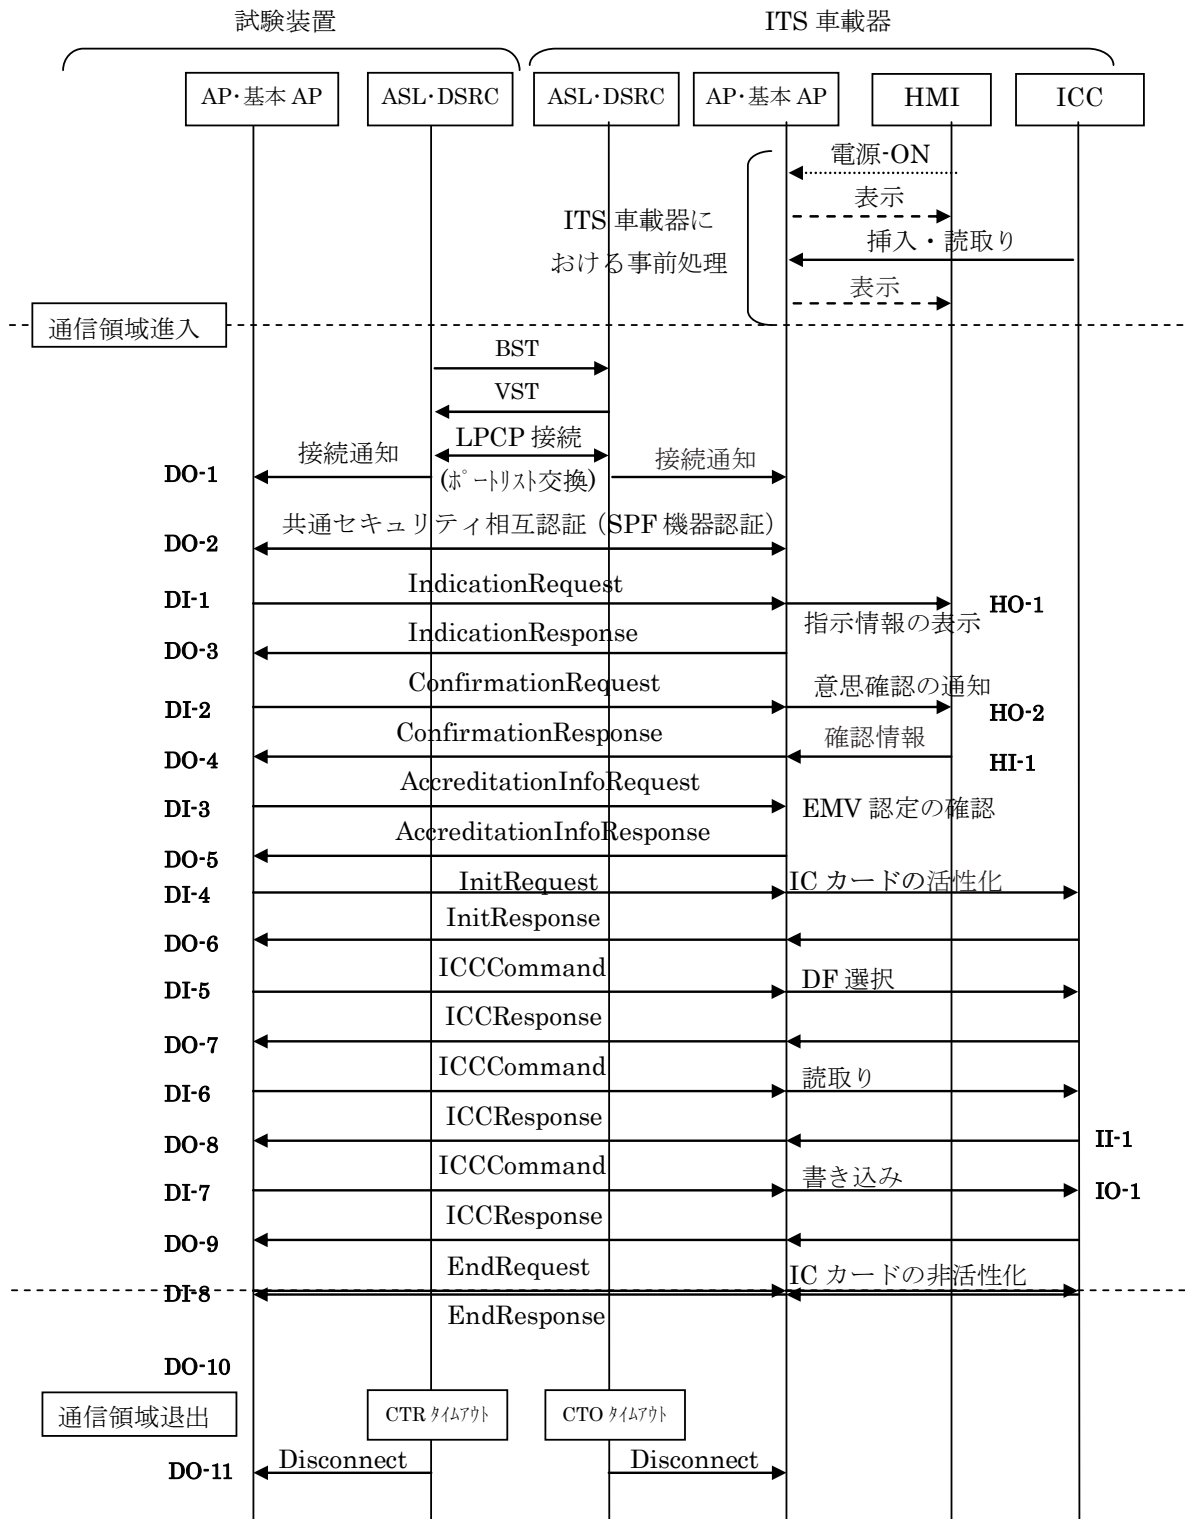 試験装置
ITS 車載器
AP・基本 AP
ASL・DSRC
ASL・DSRC
AP・基本 AP
HMI
ICC
電源-ON
表示
ITS 車載器に
おける事前処理
挿入・読取り
表示
通信領域進入
BST
VST
LPCP 接続
(ﾎﾟｰﾄﾘｽﾄ交換)
DO-1
接続通知
接続通知
共通セキュリティ相互認証（SPF 機器認証）
DO-2
IndicationRequest
DI-1
HO-1
指示情報の表示
IndicationResponse
DO-3
ConfirmationRequest
意思確認の通知
DI-2
HO-2
ConfirmationResponse
確認情報
DO-4
HI-1
AccreditationInfoRequest
DI-3
EMV 認定の確認
AccreditationInfoResponse
DO-5
DI-4
InitRequest
IC カードの活性化
InitResponse
DO-6
ICCCommand
DI-5
DF 選択
ICCResponse
DO-7
ICCCommand
DI-6
読取り
ICCResponse
DO-8
II-1
ICCCommand
DI-7
書き込み
IO-1
ICCResponse
DO-9
EndRequest
IC カードの非活性化
DI-8
EndResponse
DO-10
通信領域退出
CTR ﾀｲﾑｱｳﾄ
CTO ﾀｲﾑｱｳﾄ
DO-11
Disconnect
Disconnect